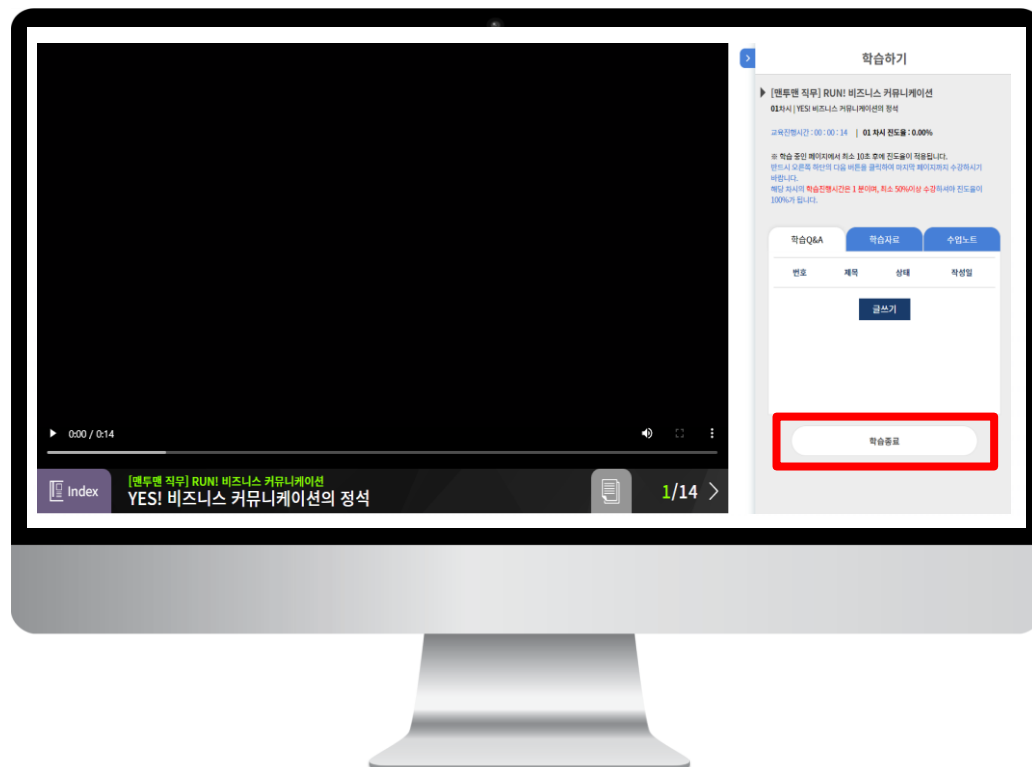 학습하기
[맨투맨 직무] RUN! 비즈니스 커뮤니케이션
01차시 | YES! 비즈니스 커뮤니케이션의 정석
교육진행시간 : 00 : 00 : 14 | 01 차시 진도율 : 0.00%
※ 학습 중인 페이지에서 최소 10초 후에 진도율이 적용됩니다.
반드시 오른쪽 하단의 다음 버튼을 클릭하여 마지막 페이지까지 수강하시기
바랍니다.
해당 차시의 학습진행시간은 1 분이며, 최소 50%이상 수강하셔야 진도율이
100%가 됩니다.
학습Q&A 학습자료 수업노트
번호 제목 상태 작성일
글쓰기
학습종료
0:00 / 0:14
Index
[맨투맨 직무] RUN! 비즈니스 커뮤니케이션
YES! 비즈니스 커뮤니케이션의 정석
1/14